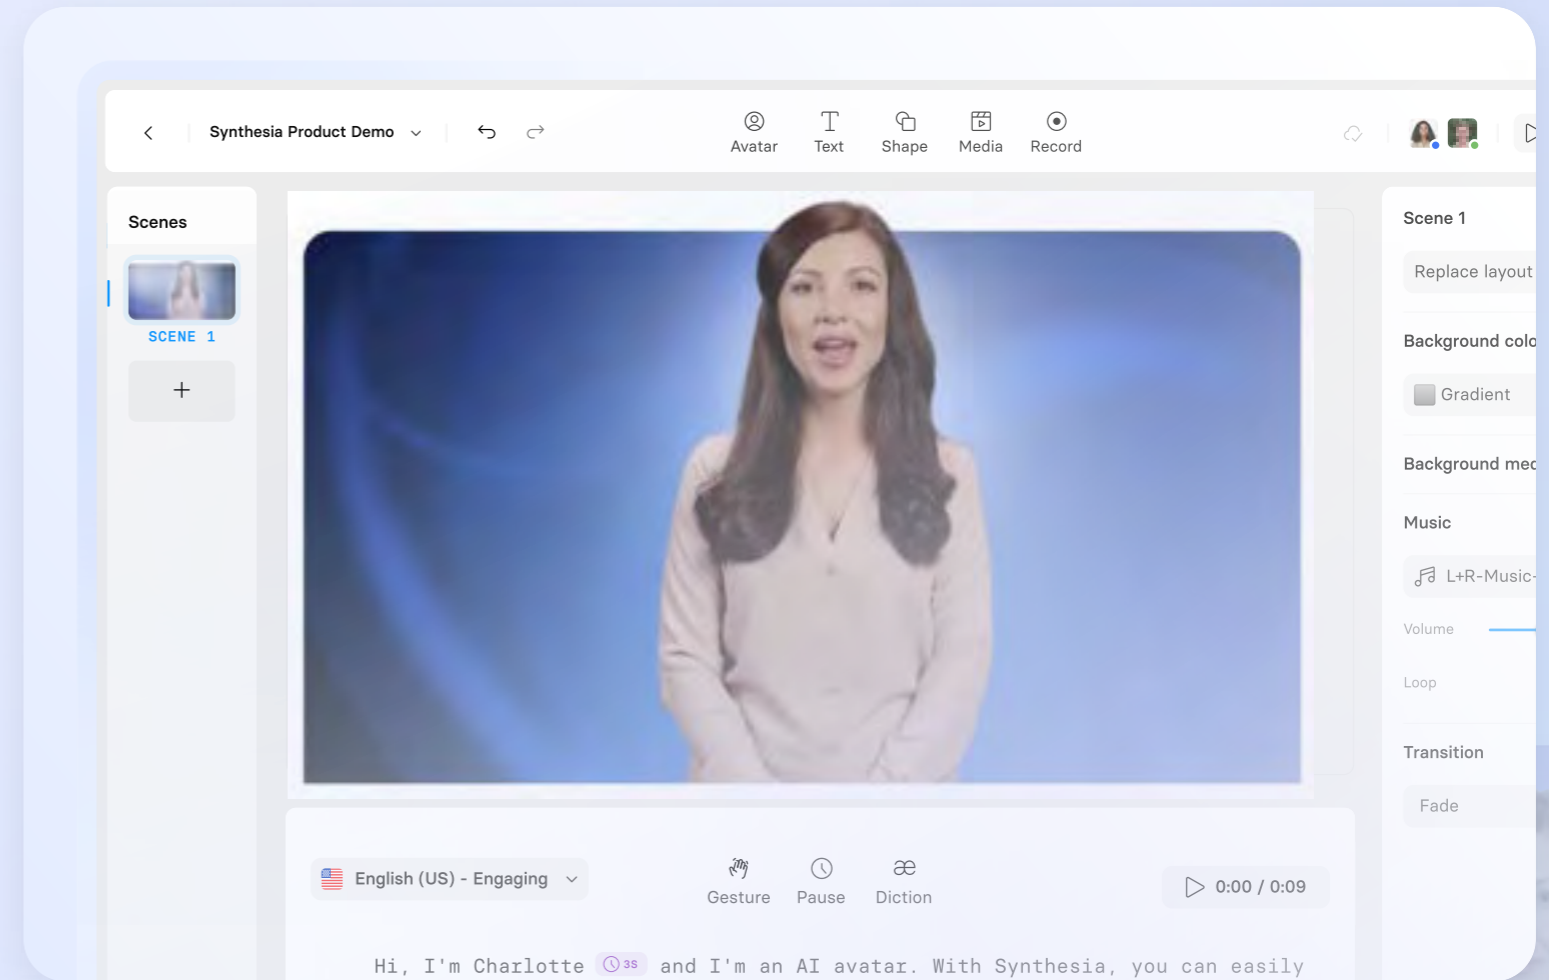 Synthesia Product Demo
Avatar
Text
Shape
Media
Record
Scenes
SCENE 1
Scene 1
Replace layout
Background colo
Gradient
Background med
Music
L+R-Music-
Volume
Loop
Transition
Fade
English (US) - Engaging
Gesture
Pause
æ
Diction
0:00 / 0:09
Hi, I'm Charlotte 3S and I'm an AI avatar. With Synthesia, you can easily